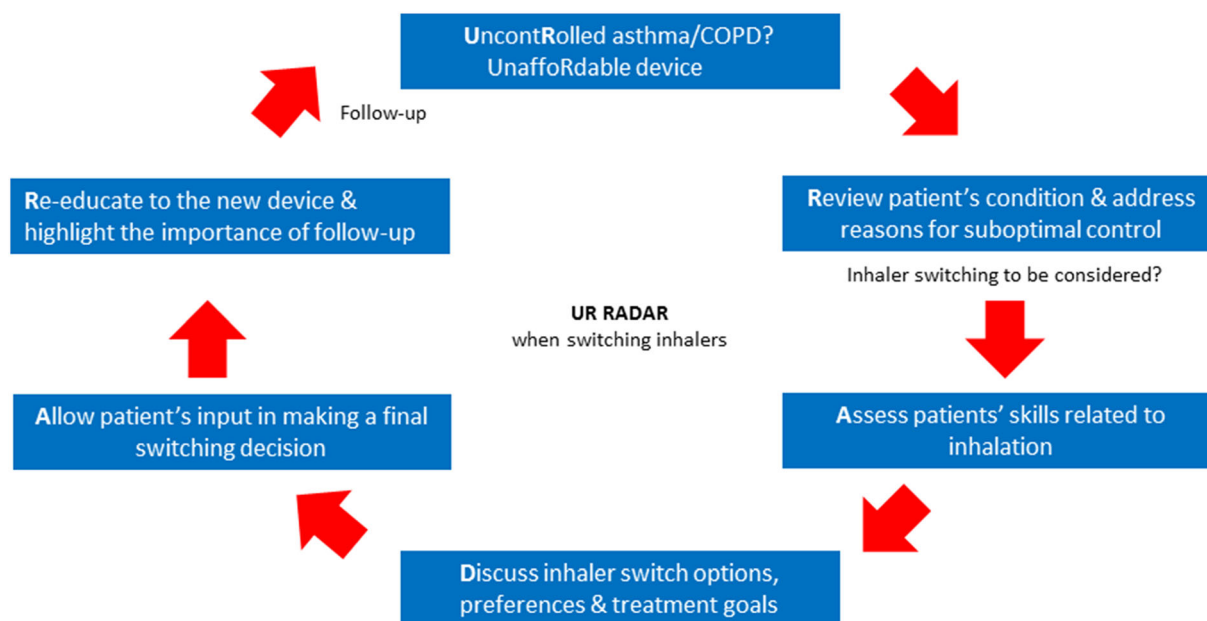 UncontRolled asthma/COPD?
UnaffoRdable device
Follow-up
Review patient’s condition & address
reasons for suboptimal control
Inhaler switching to be considered?
Assess patients’ skills related to
inhalation
Discuss inhaler switch options,
preferences & treatment goals
Allow patient’s input in making a final
switching decision
Re-educate to the new device &
highlight the importance of follow-up
UR RADAR
when switching inhalers